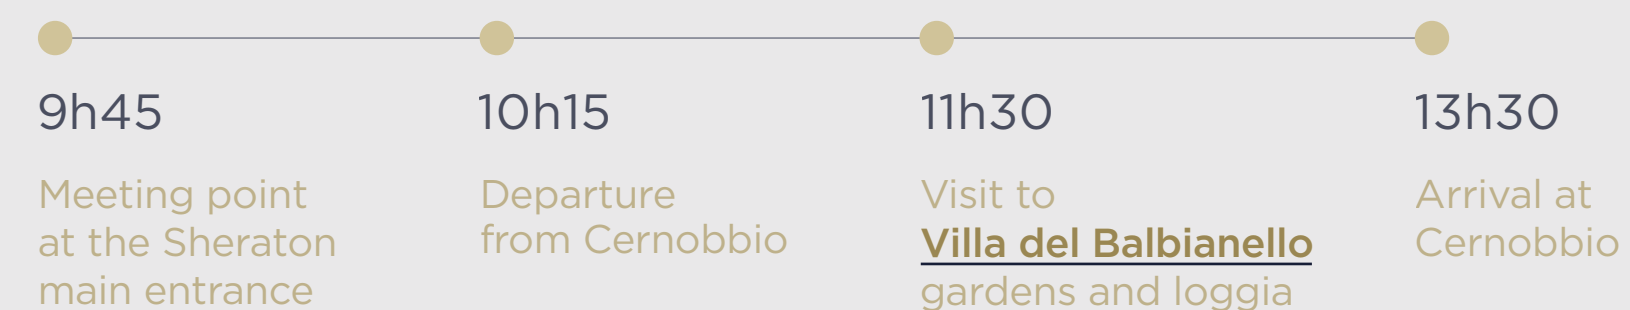 9h45
Meeting point
at the Sheraton
main entrance
10h15
Departure
from Cernobbio
11h30
Visit to
Villa del Balbianello
gardens and loggia
13h30
Arrival at
Cernobbio